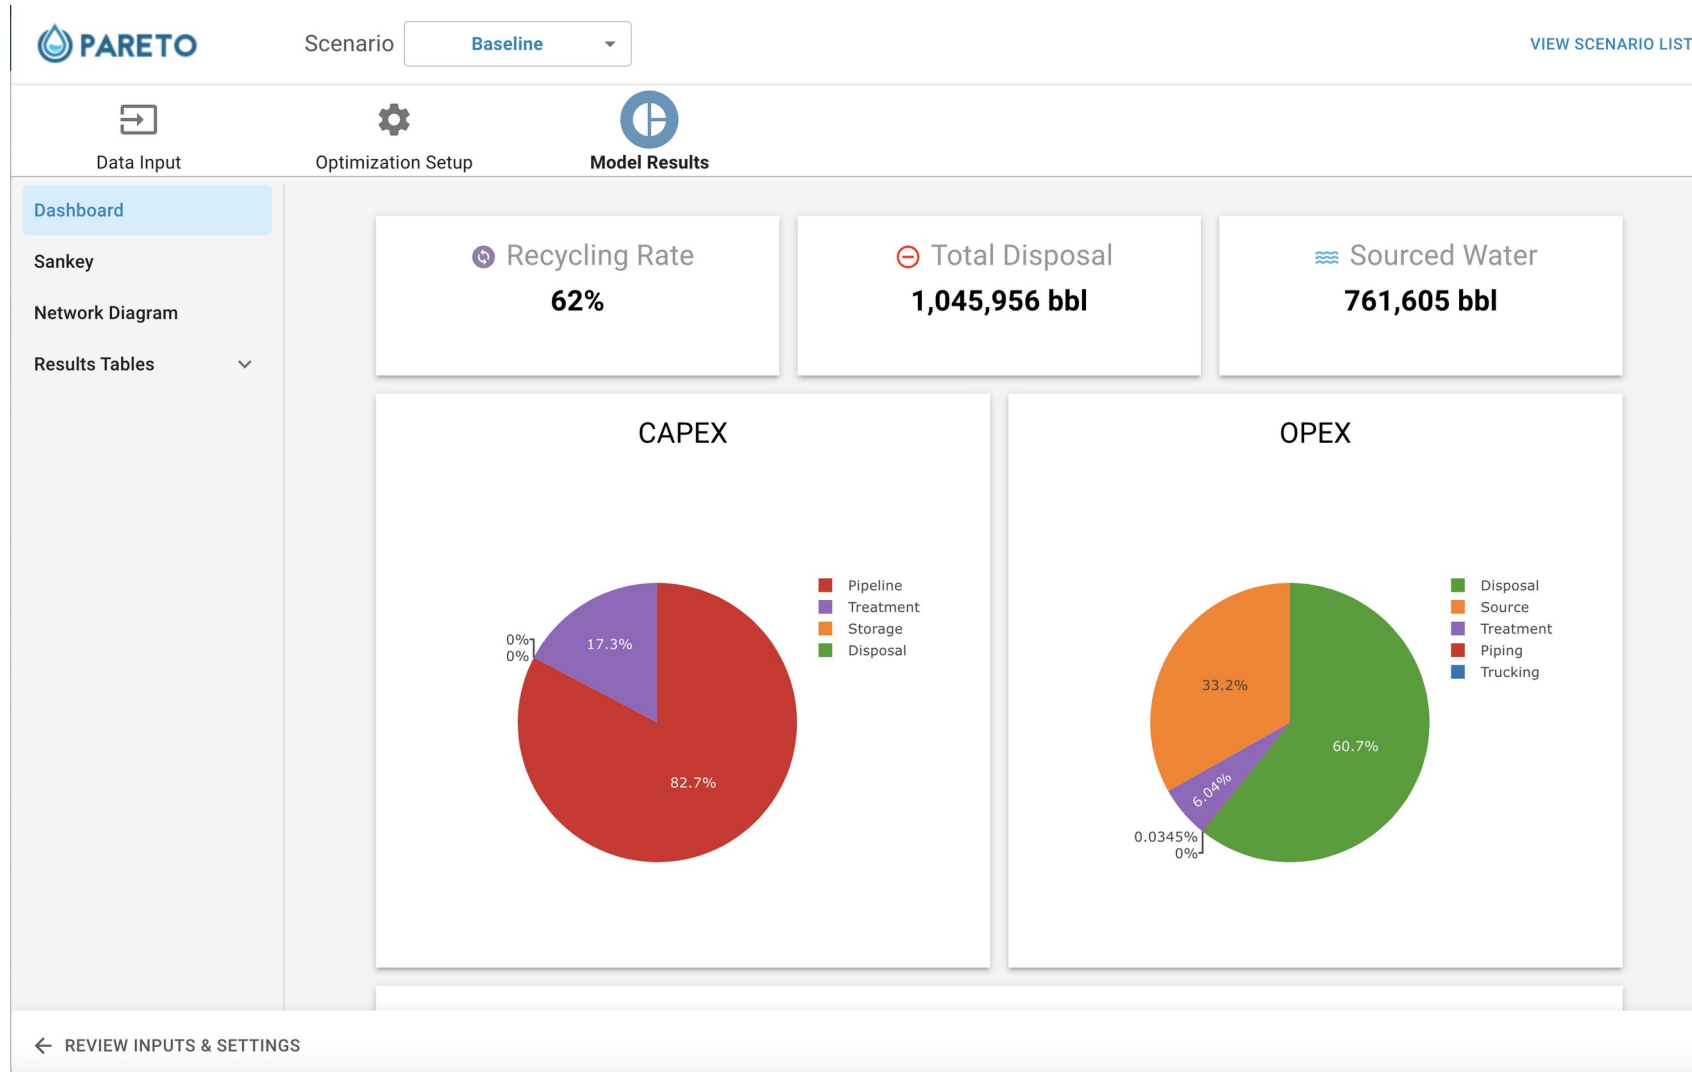 PARETO
Scenario
Baseline
VIEW SCENARIO LIST
Data Input
Optimization Setup
Model Results
Dashboard
Sankey
Network Diagram
Results Tables
Recycling Rate
62%
Total Disposal
1,045,956 bbl
Sourced Water
761,605 bbl
CAPEX
0%
0%
17.3%
82.7%
Pipeline
Treatment
Storage
Disposal
OPEX
33.2%
60.7%
6.04%
0.0345%
0%
Disposal
Source
Treatment
Piping
Trucking
REVIEW INPUTS & SETTINGS